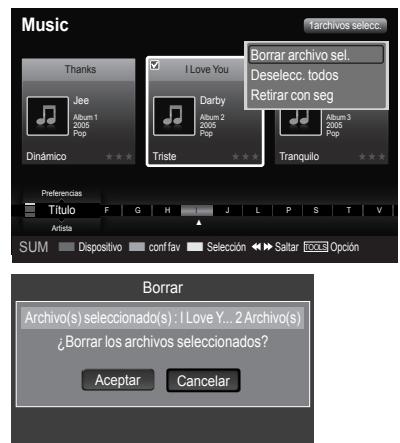 Music
1archivos selecc.
Borrar archivo sel.
Deselecc. todos
Retirar con seg
Thanks
Jee
Album 1
2005
Pop
Dinámico
I Love You
Darby
Album 2
2005
Pop
Triste
Album 3
2005
Pop
Tranquilo
Preferencias
Título F G H I J L P S T V
Artista
SUM Dispositivo conf fav Selección Saltar TOOLS Opción
Borrar
Archivo(s) seleccionado(s) : I Love Y... 2 Archivo(s)
¿Borrar los archivos seleccionados?
Aceptar Cancelar